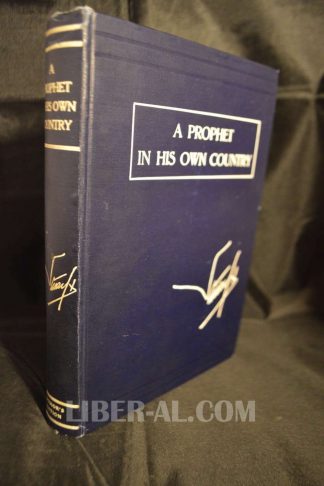 A
PROPHET
IN HIS OWN
COUNTRY
A PROPHET
IN HIS OWN COUNTRY
LIBER-AL.COM